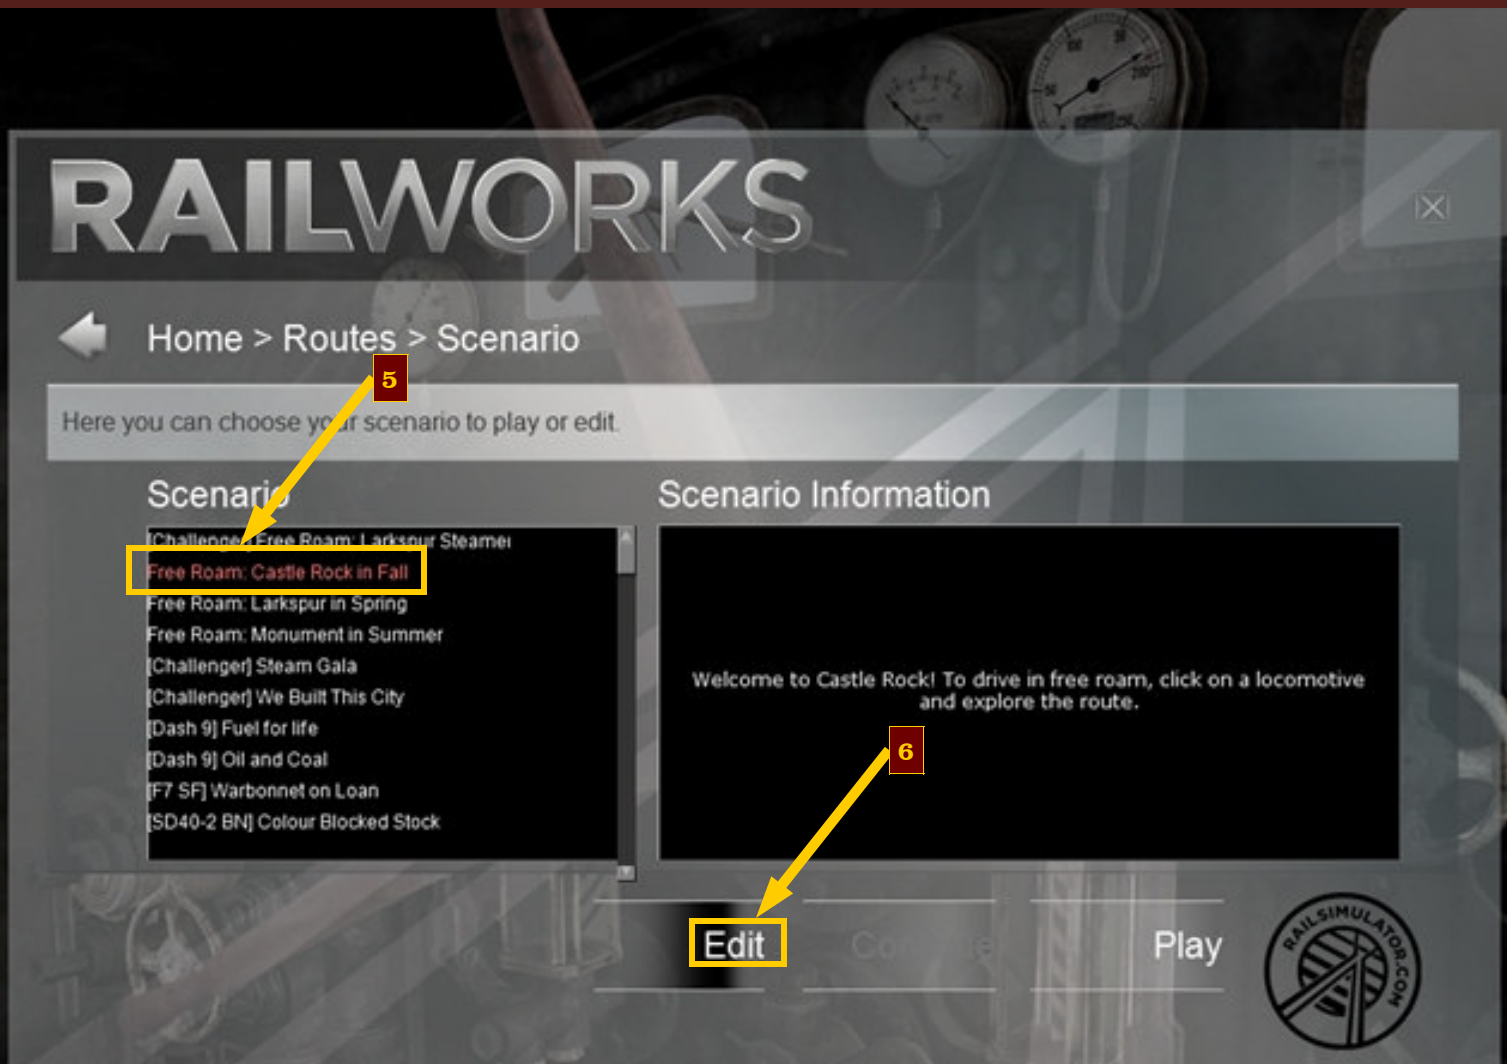 RAILWORKS
Home > Routes > Scenario
5
Here you can choose your scenario to play or edit.
Scenario
[Challenger] Free Roam: Larkspur Steamer
Free Roam: Castle Rock in Fall
Free Roam: Larkspur in Spring
Free Roam: Monument in Summer
[Challenger] Steam Gala
[Challenger] We Built This City
[Dash 9] Fuel for life
[Dash 9] Oil and Coal
[F7 SF] Warbonnet on Loan
[SD40-2 BN] Colour Blocked Stock
Scenario Information
Welcome to Castle Rock! To drive in free roam, click on a locomotive
and explore the route.
6
Edit
Play
RAILSIMULATOR.COM